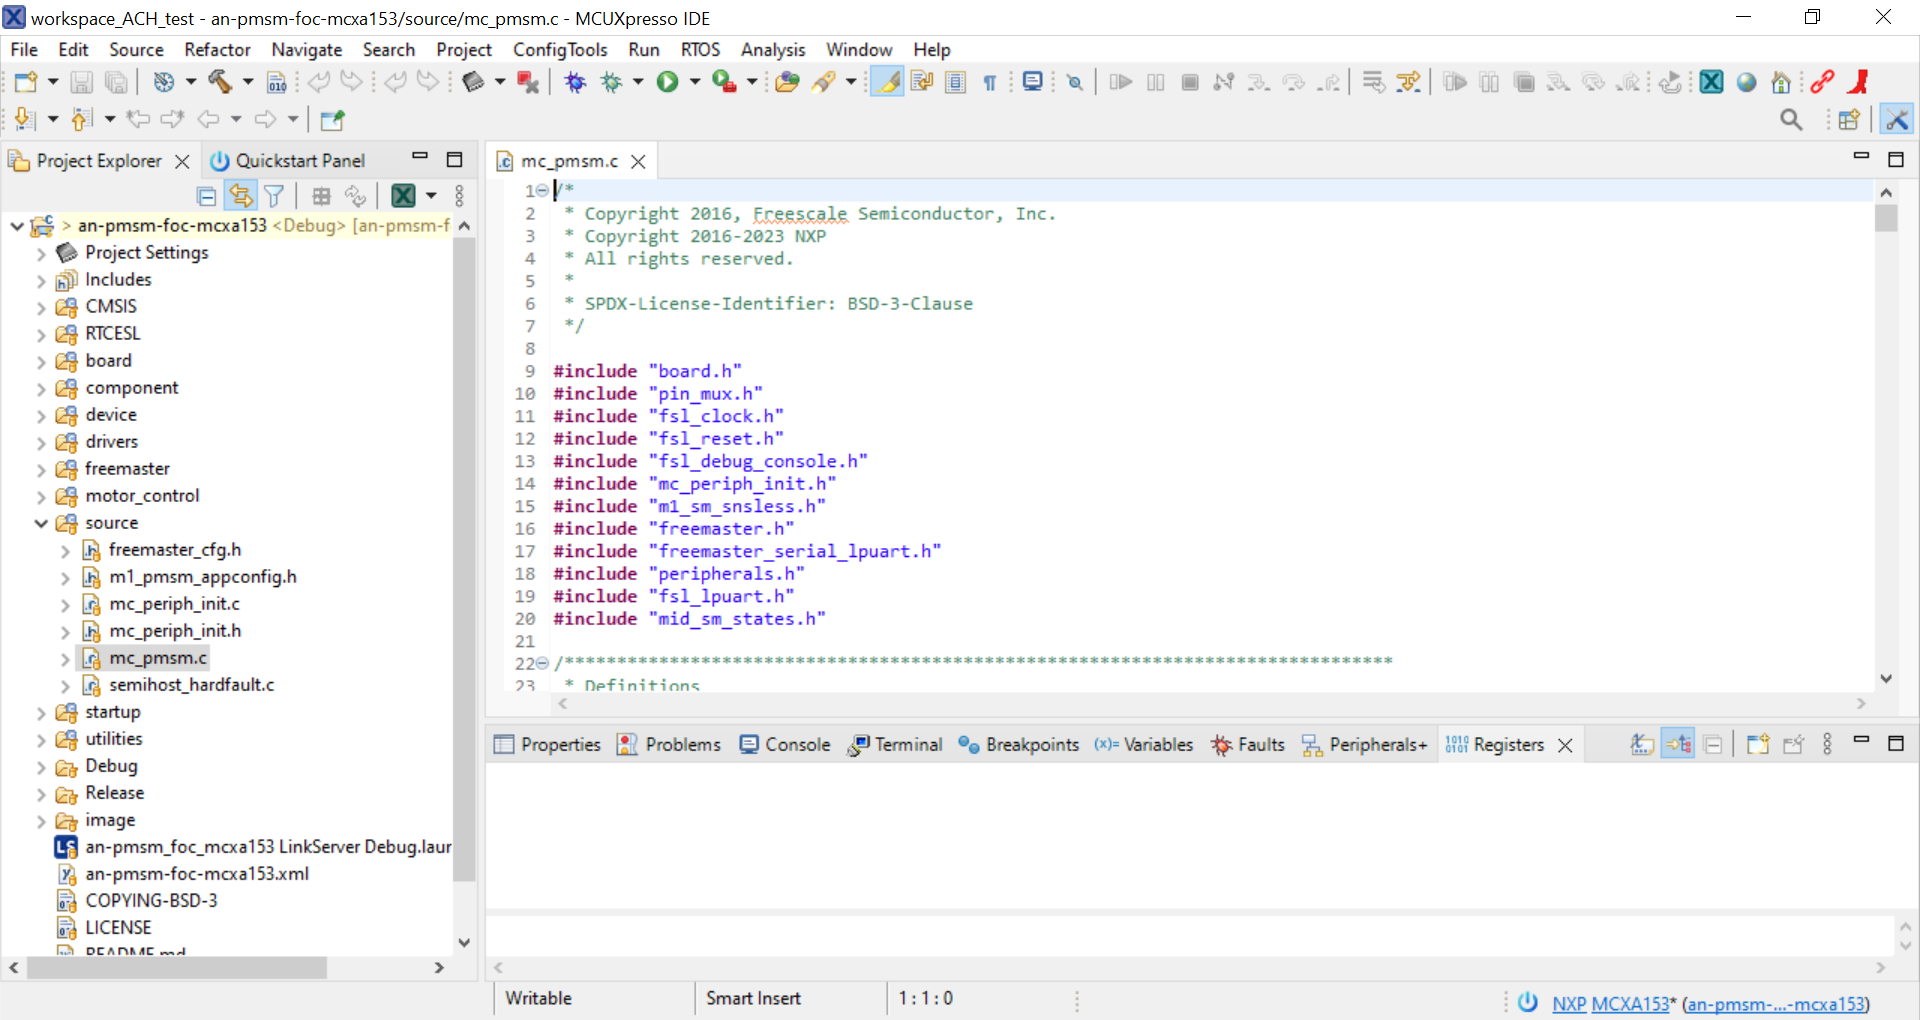 workspace_ACH_test - an-pmsm-foc-mcxa153/source/mc_pmsm.c - MCUXpresso IDE
File Edit Source Refactor Navigate Search Project ConfigTools Run RTOS Analysis Window Help
Project Explorer
Quickstart Panel
> an-pmsm-foc-mcxa153 <Debug> [an-pmsm-f
Project Settings
Includes
CMSIS
RTCESL
board
component
device
drivers
freemaster
motor_control
source
freemaster_cfg.h
m1_pmsm_appconfig.h
mc_periph_init.c
mc_periph_init.h
mc_pmsm.c
semihost_hardfault.c
startup
utilities
Debug
Release
image
an-pmsm_foc_mcxa153 LinkServer Debug.laur
an-pmsm-foc-mcxa153.xml
COPYING-BSD-3
LICENSE
README.md
mc_pmsm.c
1 /*
2 * Copyright 2016, Freescale Semiconductor, Inc.
3 * Copyright 2016-2023 NXP
4 * All rights reserved.
5 *
6 * SPDX-License-Identifier: BSD-3-Clause
7 */
8
9 #include "board.h"
10 #include "pin_mux.h"
11 #include "fsl_clock.h"
12 #include "fsl_reset.h"
13 #include "fsl_debug_console.h"
14 #include "mc_periph_init.h"
15 #include "m1_sm_snsless.h"
16 #include "freemaster.h"
17 #include "freemaster_serial_lpuart.h"
18 #include "peripherals.h"
19 #include "fsl_lpuart.h"
20 #include "mid_sm_states.h"
21
22 /*******************************************************************************
23 * Definitions
Properties Problems Console Terminal Breakpoints (x)= Variables Faults Peripherals+ Registers
Writable Smart Insert 1:1:0
NXP MCXA153* (an-pmsm-...-mcxa153)